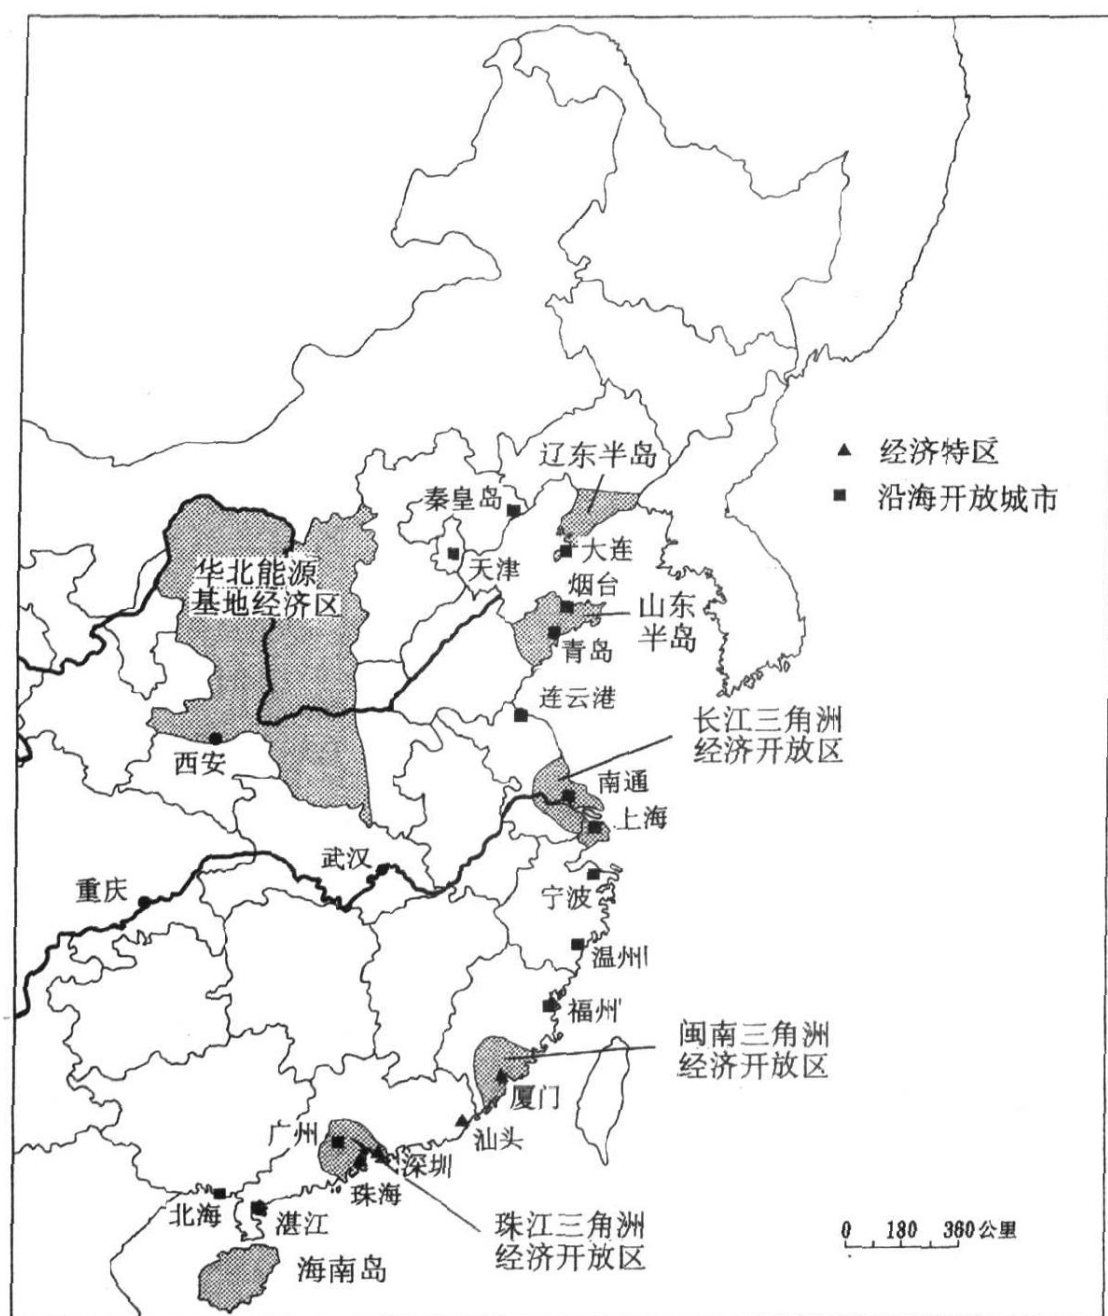 辽东半岛
经济特区
秦皇岛
沿海开放城市
大连
天津
华北能源
基地经济区
烟台
山东
半岛
青岛
连云港
长江三角洲
经济开放区
西安
南通
上海
武汉
重庆
宁波
温州
福州
闽南三角洲
经济开放区
厦门
广州
汕头
深圳
珠海
北海
湛江
珠江三角洲
经济开放区
0 180 360公里
海南岛